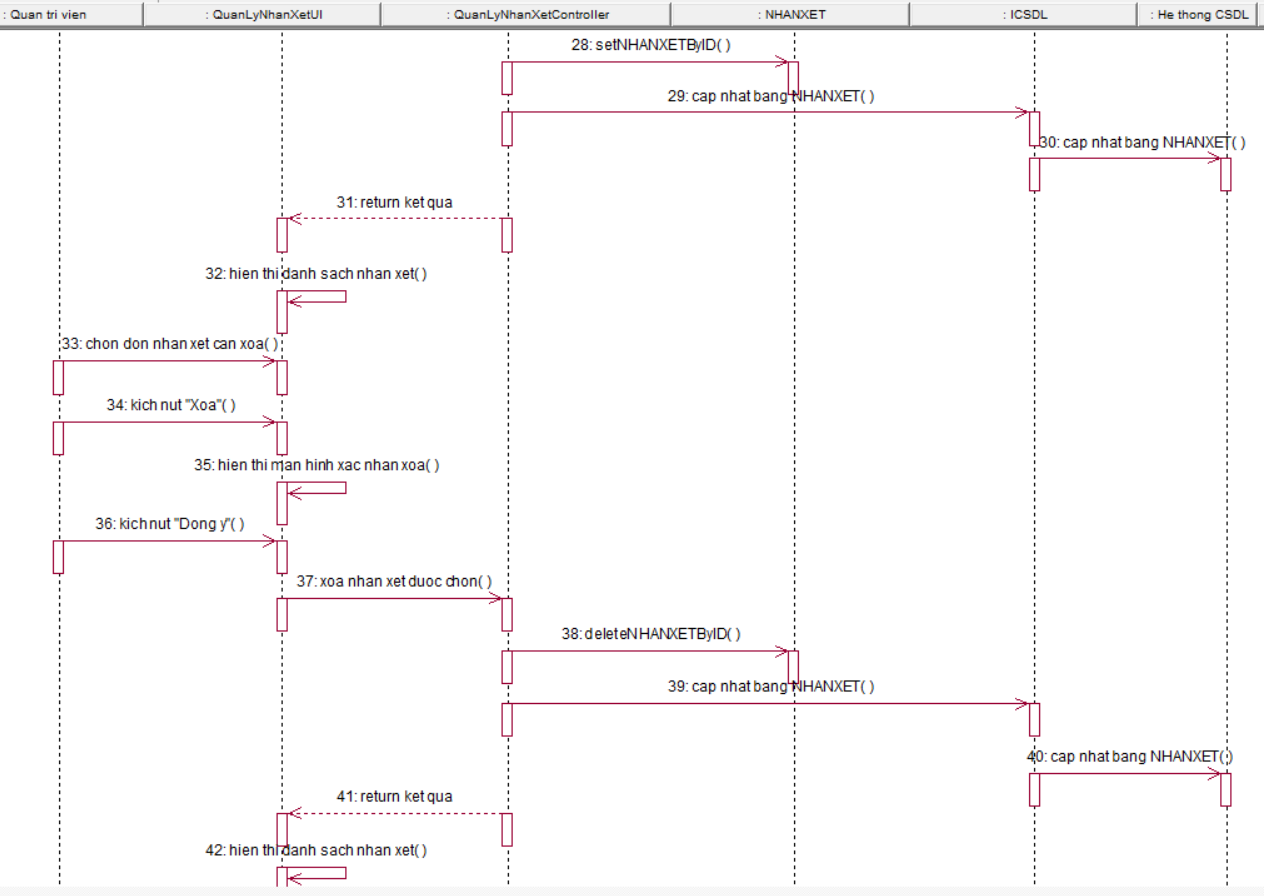 : Quan tri vien
: QuanLyNhanXetUI
: QuanLyNhanXetController
: NHANXET
: ICSDL
: He thong CSDL
28: setNHANXETByID( )
29: cap nhat bang NHANXET( )
30: cap nhat bang NHANXET( )
31: return ket qua
32: hien thi danh sach nhan xet( )
33: chon don nhan xet can xoa( )
34: kich nut "Xoa"( )
35: hien thi man hinh xac nhan xoa( )
36: kich nut "Dong y"( )
37: xoa nhan xet duoc chon( )
38: deleteNHANXETByID( )
39: cap nhat bang NHANXET( )
40: cap nhat bang NHANXET( )
41: return ket qua
42: hien thi danh sach nhan xet( )